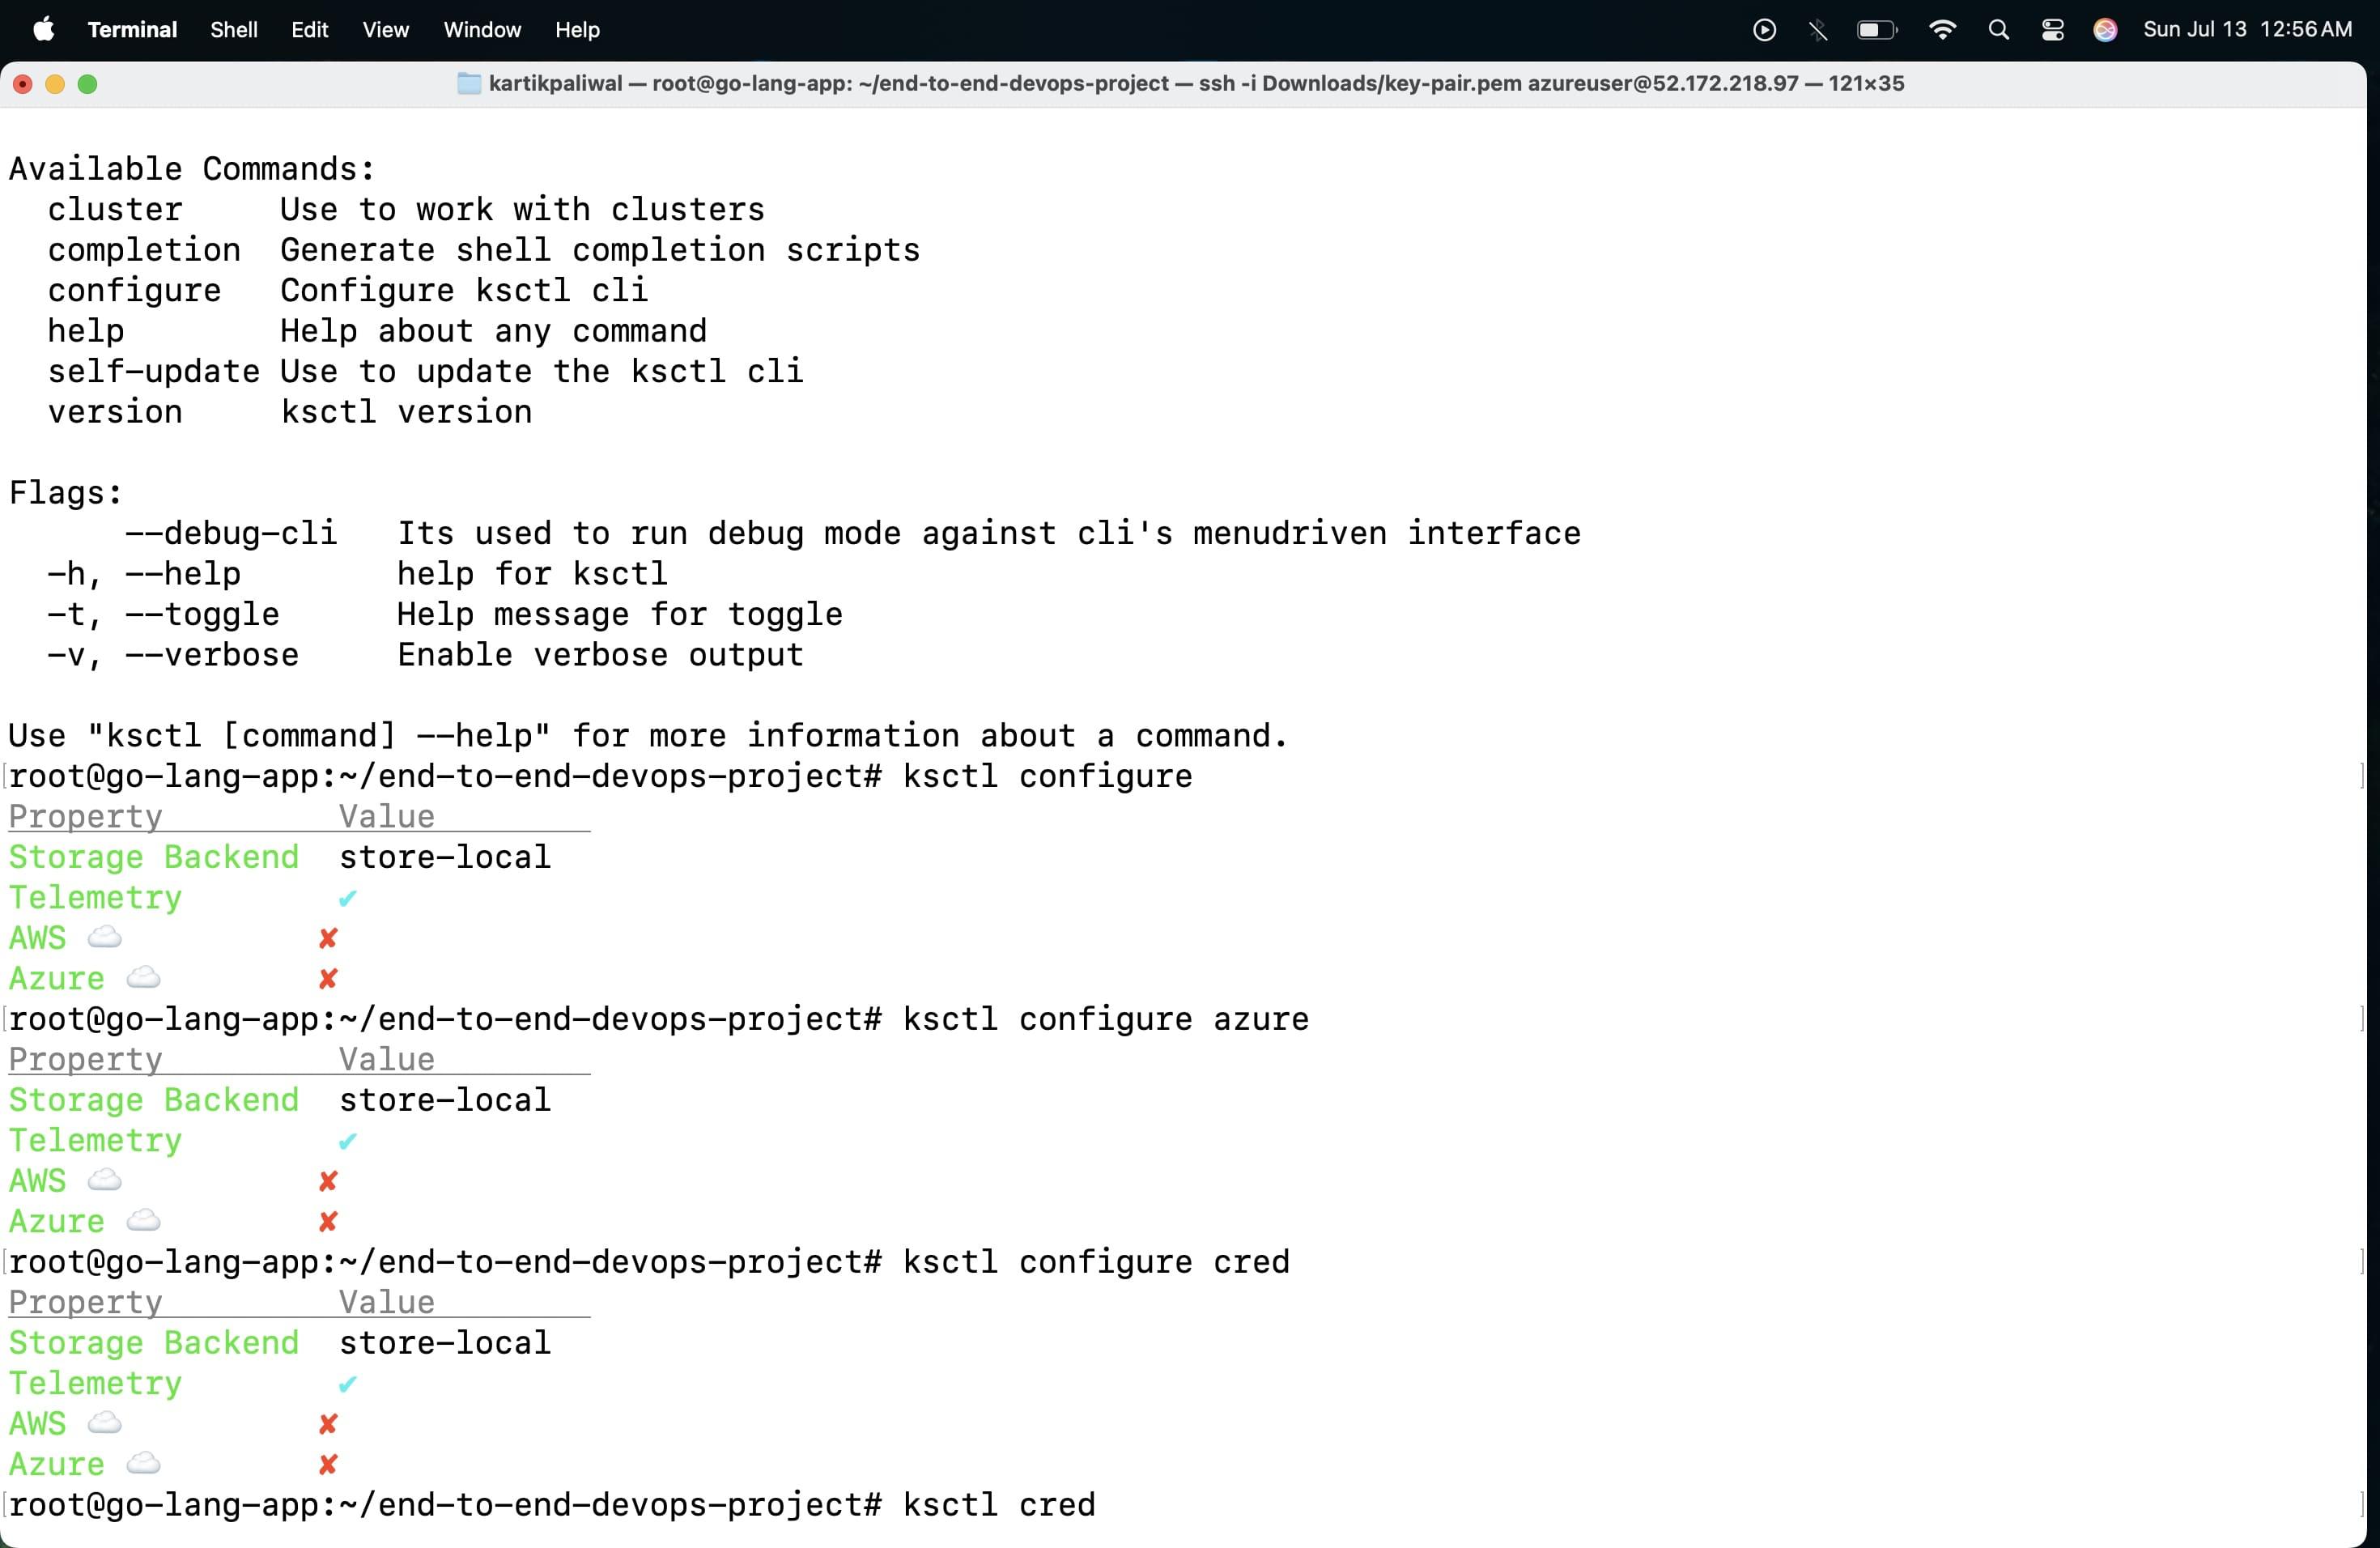 Terminal Shell Edit View Window Help Sun Jul 13 12:56 AM
kartikpaliwal — root@go-lang-app: ~/end-to-end-devops-project — ssh -i Downloads/key-pair.pem azureuser@52.172.218.97 — 121×35
Available Commands:
  cluster     Use to work with clusters
  completion  Generate shell completion scripts
  configure   Configure ksctl cli
  help        Help about any command
  self-update Use to update the ksctl cli
  version     ksctl version
Flags:
      --debug-cli   Its used to run debug mode against cli's menudriven interface
  -h, --help        help for ksctl
  -t, --toggle      Help message for toggle
  -v, --verbose     Enable verbose output
Use "ksctl [command] --help" for more information about a command.
[root@go-lang-app:~/end-to-end-devops-project# ksctl configure ]
Property         Value
Storage Backend  store-local
Telemetry        ✔
AWS ☁️          ✘
Azure ☁️        ✘
[root@go-lang-app:~/end-to-end-devops-project# ksctl configure azure ]
Property         Value
Storage Backend  store-local
Telemetry        ✔
AWS ☁️          ✘
Azure ☁️        ✘
[root@go-lang-app:~/end-to-end-devops-project# ksctl configure cred ]
Property         Value
Storage Backend  store-local
Telemetry        ✔
AWS ☁️          ✘
Azure ☁️        ✘
[root@go-lang-app:~/end-to-end-devops-project# ksctl cred ]